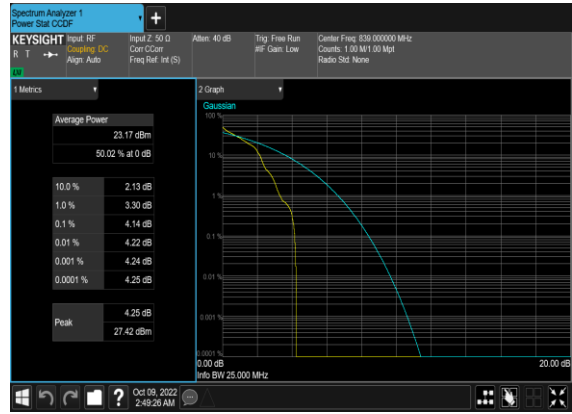 Spectrum Analyzer 1
Power Stat CCDF
KEYSIGHT
R T
LXI
Input: RF
Coupling: DC
Align: Auto
Input Z: 50 Ω
Corr CCorr
Freq Ref: Int (S)
Atten: 40 dB
Trig: Free Run
#IF Gain: Low
Center Freq: 839.000000 MHz
Counts: 1.00 M/1.00 Mpt
Radio Std: None
1 Metrics
Average Power
23.17 dBm
50.02 % at 0 dB
10.0 % 2.13 dB
1.0 % 3.30 dB
0.1 % 4.14 dB
0.01 % 4.22 dB
0.001 % 4.24 dB
0.0001 % 4.25 dB
Peak
4.25 dB
27.42 dBm
2 Graph
Gaussian
100 %
10 %
1 %
0.1 %
0.01 %
0.001 %
0.0001 %
0.00 dB
20.00 dB
Info BW 25.000 MHz
?
Oct 09, 2022
2:49:26 AM